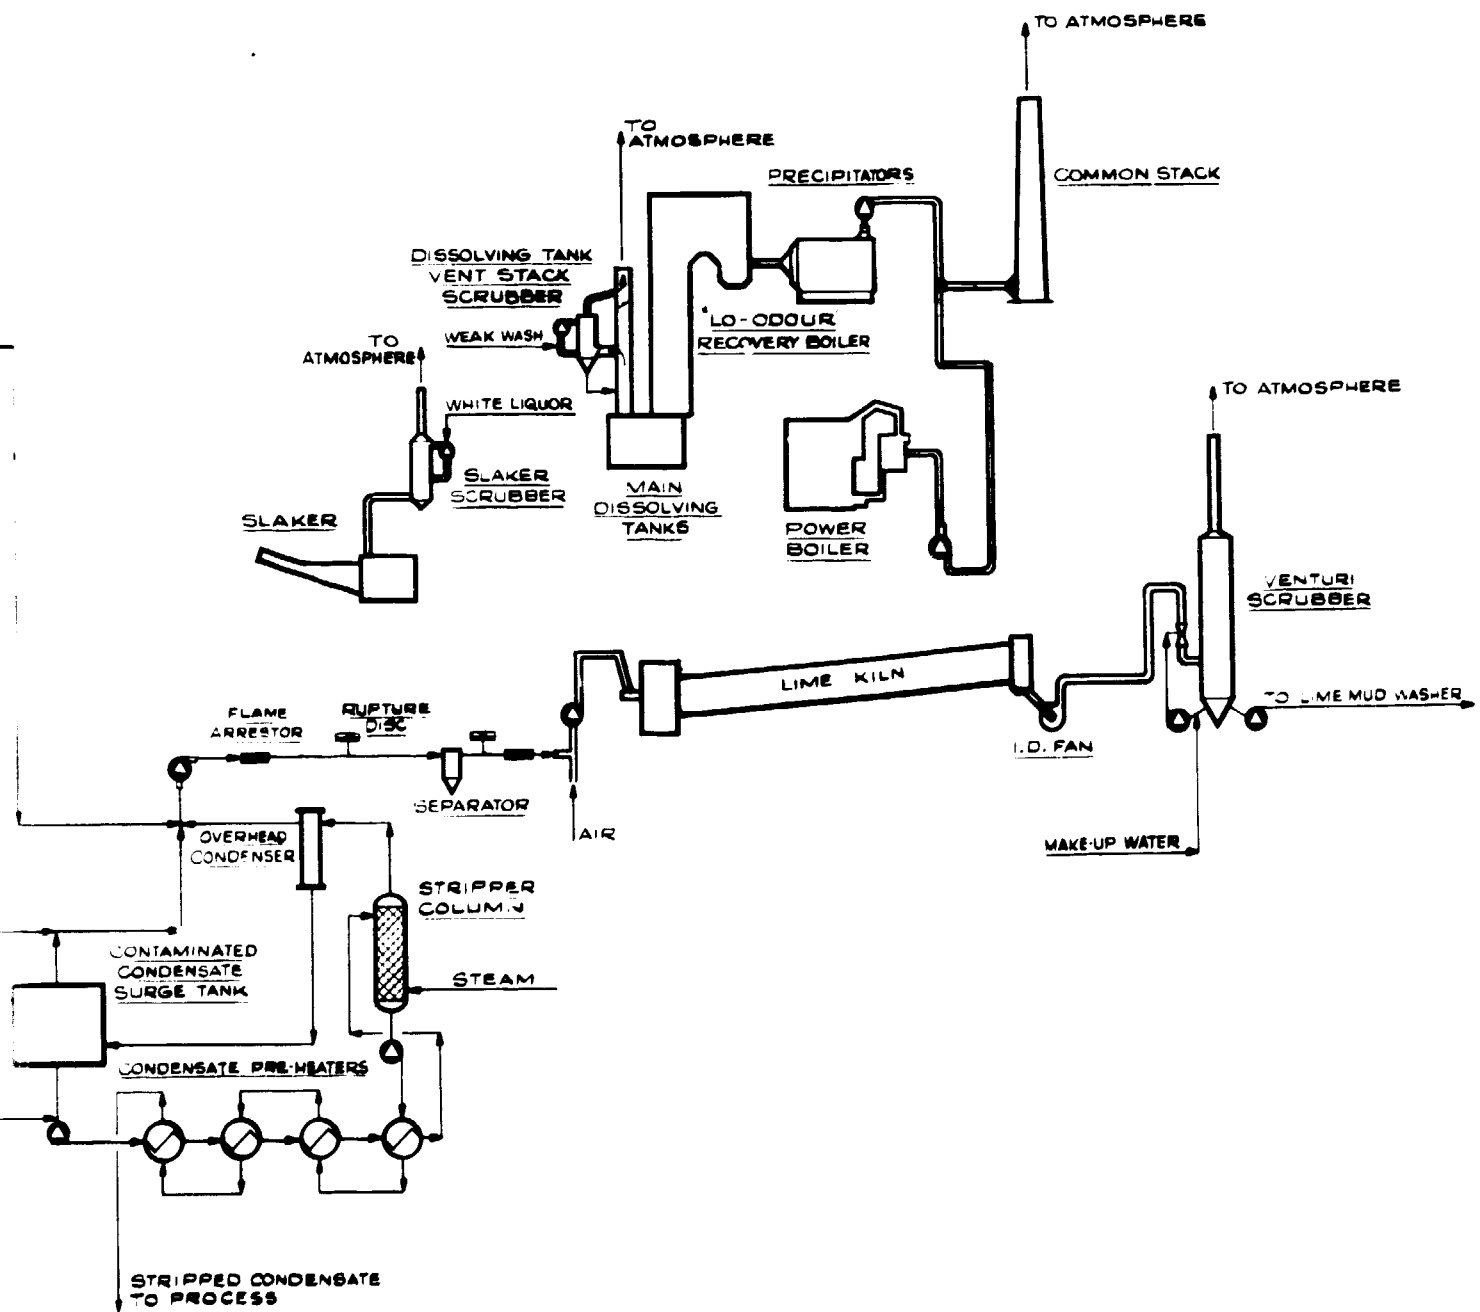 TO ATMOSPHERE
TO
ATMOSPHERE
PRECIPITATORS
COMMON STACK
DISSOLVING TANK
VENT STACK
SCRUBBER
LO-ODOUR
RECOVERY BOILER
WEAK WASH
TO
ATMOSPHERE
TO ATMOSPHERE
WHITE LIQUOR
SLAKER
SCRUBBER
MAIN
DISSOLVING
TANKS
SLAKER
POWER
BOILER
VENTURI
SCRUBBER
LIME KILN
TO LIME MUD WASHER
FLAME
ARRESTOR
RUPTURE
DISC
I.D. FAN
SEPARATOR
AIR
OVERHEAD
CONDENSER
MAKE-UP WATER
STRIPPER
COLUMN
CONTAMINATED
CONDENSATE
SURGE TANK
STEAM
CONDENSATE PRE-HEATERS
STRIPPED CONDENSATE
TO PROCESS